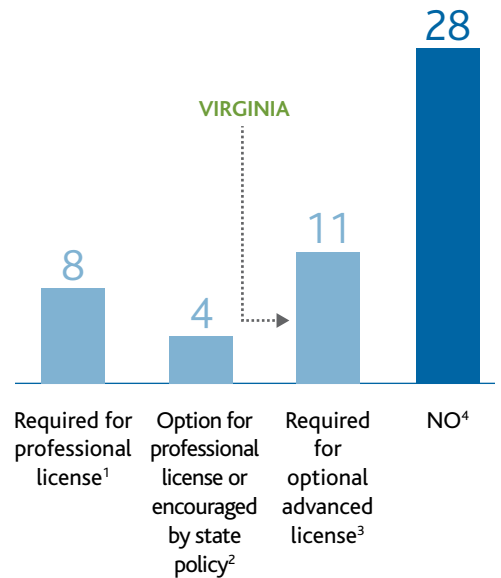 28
VIRGINIA
11
8
4
Required for
professional
license1
Option for
professional
license or
encouraged
by state
policy2
Required
for
optional
advanced
license3
NO4